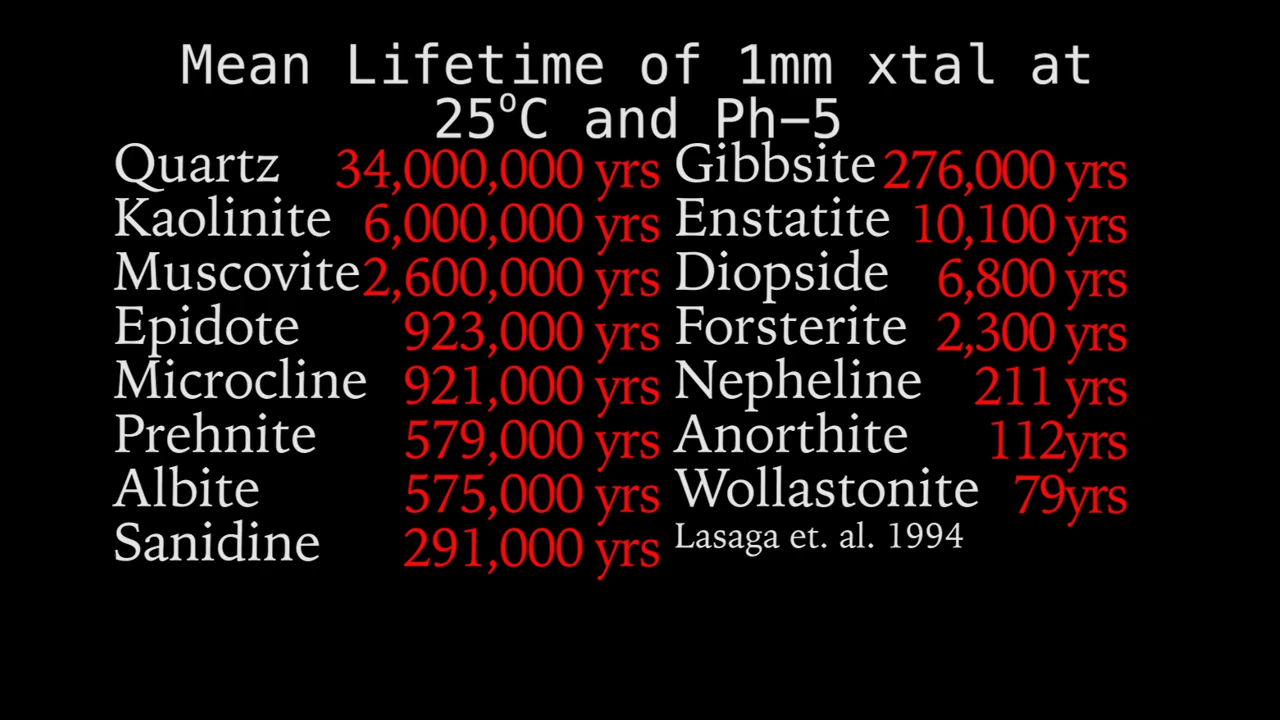 Mean Lifetime of 1mm xtal at
25ºC and Ph-5
Quartz 34,000,000 yrs
Kaolinite 6,000,000 yrs
Muscovite 2,600,000 yrs
Epidote 923,000 yrs
Microcline 921,000 yrs
Prehnite 579,000 yrs
Albite 575,000 yrs
Sanidine 291,000 yrs
Gibbsite 276,000 yrs
Enstatite 10,100 yrs
Diopside 6,800 yrs
Forsterite 2,300 yrs
Nepheline 211 yrs
Anorthite 112yrs
Wollastonite 79yrs
Lasaga et. al. 1994